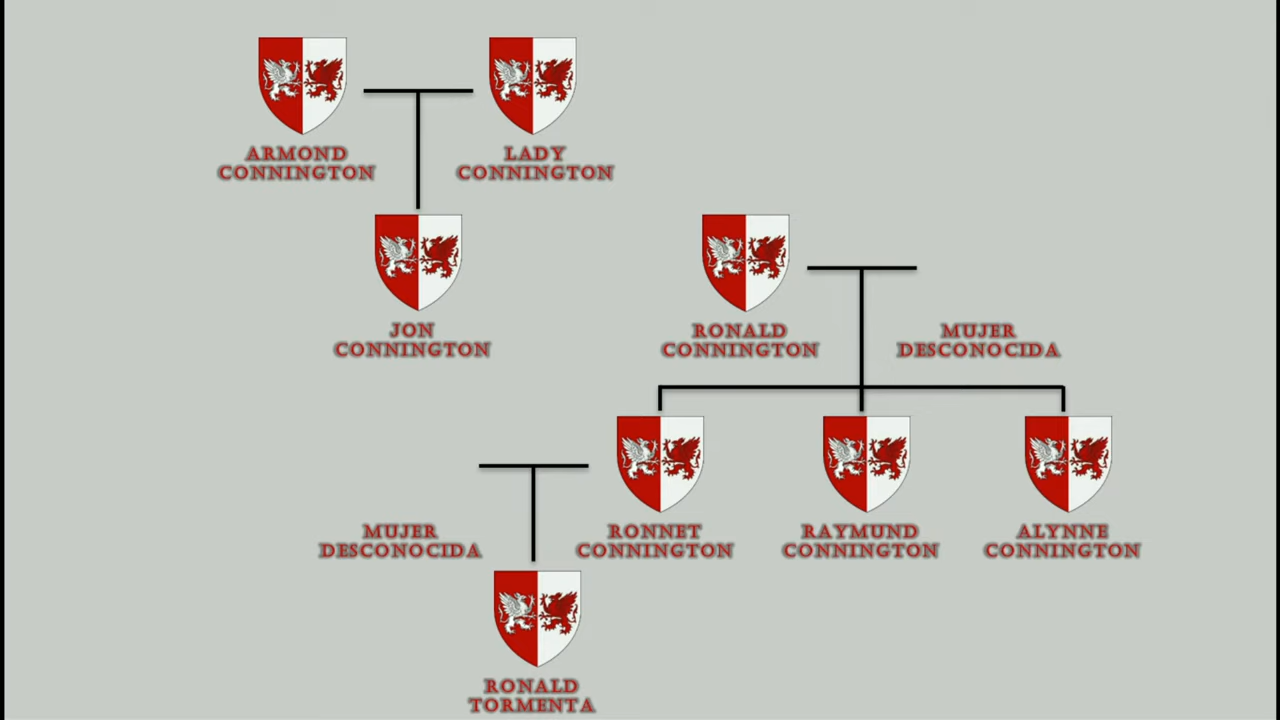 ARMOND
CONNINGTON
LADY
CONNINGTON
JON
CONNINGTON
RONALD
CONNINGTON
MUJER
DESCONOCIDA
MUJER
DESCONOCIDA
RONNET
CONNINGTON
RAYMUND
CONNINGTON
ALYNNE
CONNINGTON
RONALD
TORMENTA